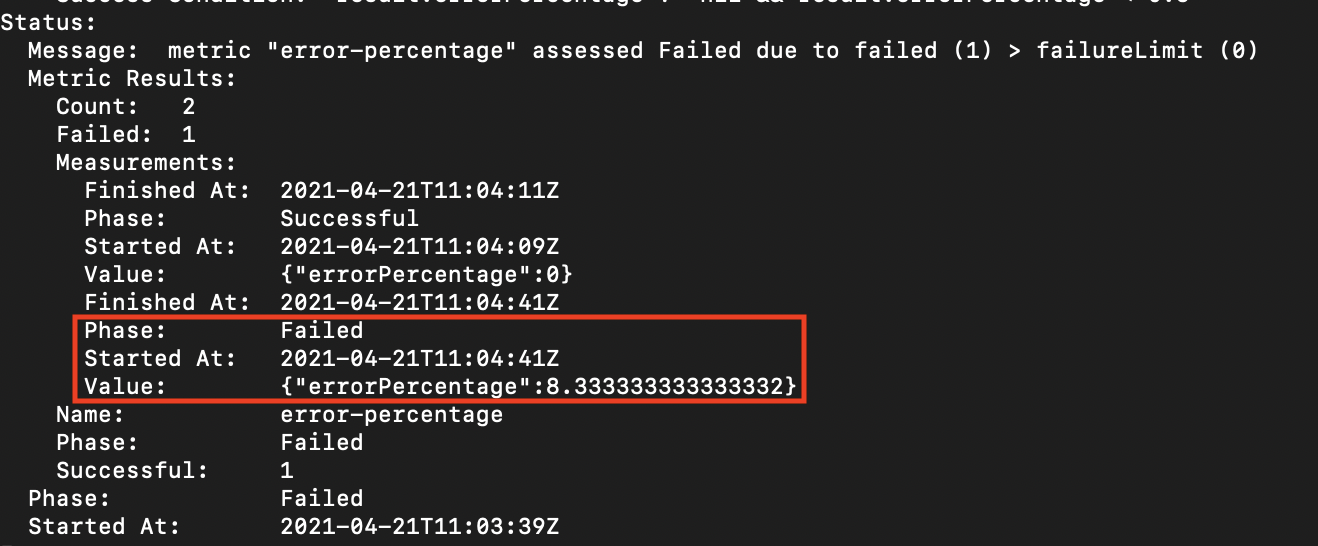 Status:
Message: metric "error-percentage" assessed Failed due to failed (1) > failureLimit (0)
Metric Results:
Count: 2
Failed: 1
Measurements:
Finished At: 2021-04-21T11:04:11Z
Phase: Successful
Started At: 2021-04-21T11:04:09Z
Value: {"errorPercentage":0}
Finished At: 2021-04-21T11:04:41Z
Phase: Failed
Started At: 2021-04-21T11:04:41Z
Value: {"errorPercentage":8.333333333333332}
Name: error-percentage
Phase: Failed
Successful: 1
Phase: Failed
Started At: 2021-04-21T11:03:39Z